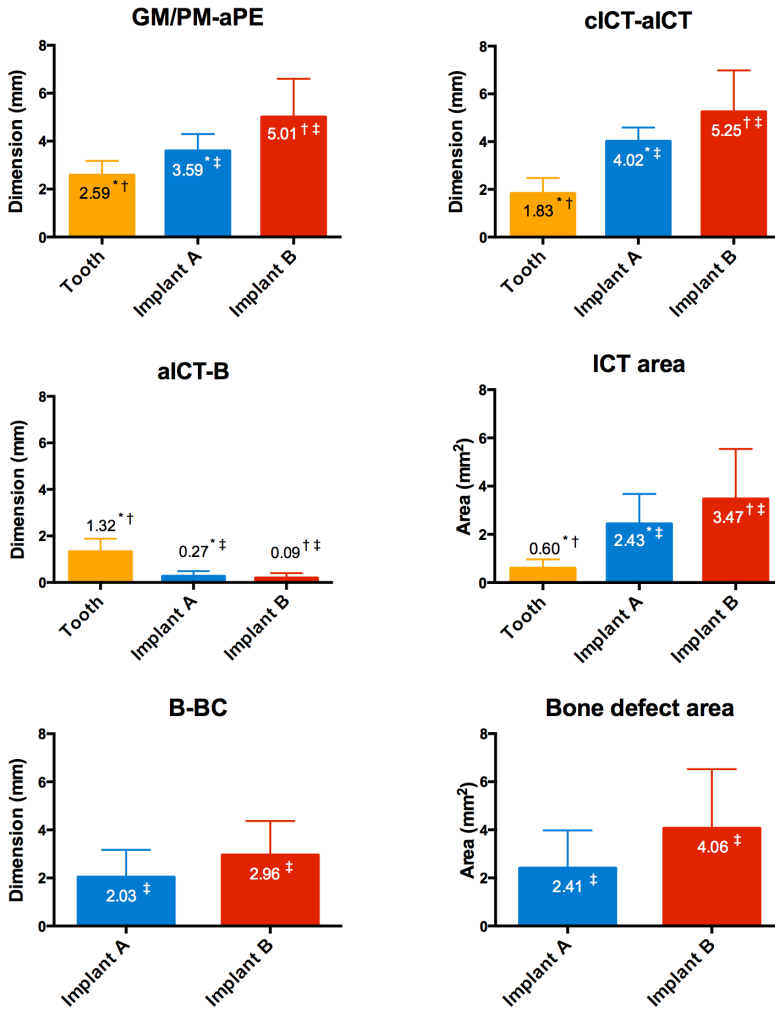 GM/PM-aPE
Dimension (mm)
8
6
4
2
0
2.59 * †
3.59 * ‡
5.01 † ‡
Tooth
Implant A
Implant B
cICT-aICT
Dimension (mm)
8
6
4
2
0
1.83 * †
4.02 * ‡
5.25 † ‡
Tooth
Implant A
Implant B
aICT-B
Dimension (mm)
8
6
4
2
0
1.32 * †
0.27 * ‡
0.09 † ‡
Tooth
Implant A
Implant B
ICT area
Area (mm²)
8
6
4
2
0
0.60 * †
2.43 * ‡
3.47 † ‡
Tooth
Implant A
Implant B
B-BC
Dimension (mm)
8
6
4
2
0
2.03 ‡
2.96 ‡
Implant A
Implant B
Bone defect area
Area (mm²)
8
6
4
2
0
2.41 ‡
4.06 ‡
Implant A
Implant B